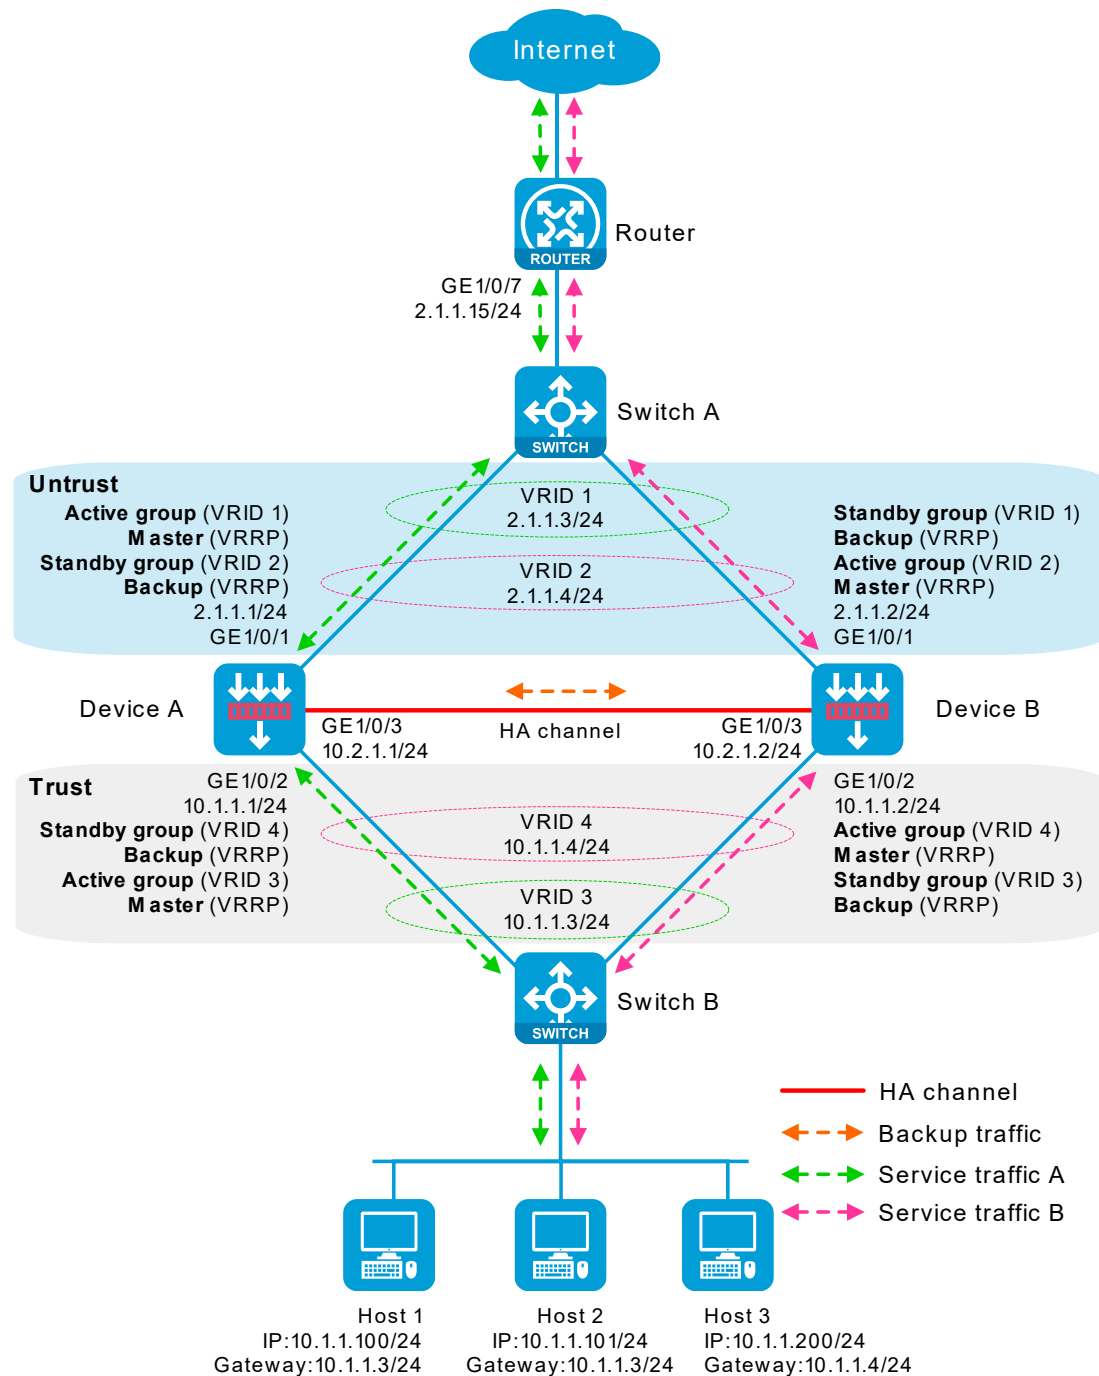 Internet
Router
ROUTER
GE1/0/7
2.1.1.15/24
Switch A
SWITCH
Untrust
Active group (VRID 1)
Master (VRRP)
Standby group (VRID 2)
Backup (VRRP)
2.1.1.1/24
GE1/0/1
VRID 1
2.1.1.3/24
VRID 2
2.1.1.4/24
Standby group (VRID 1)
Backup (VRRP)
Active group (VRID 2)
Master (VRRP)
2.1.1.2/24
GE1/0/1
Device A
GE1/0/3
10.2.1.1/24
HA channel
GE1/0/3
10.2.1.2/24
Device B
Trust
GE1/0/2
10.1.1.1/24
Standby group (VRID 4)
Backup (VRRP)
Active group (VRID 3)
Master (VRRP)
VRID 4
10.1.1.4/24
VRID 3
10.1.1.3/24
GE1/0/2
10.1.1.2/24
Active group (VRID 4)
Master (VRRP)
Standby group (VRID 3)
Backup (VRRP)
Switch B
SWITCH
HA channel
Backup traffic
Service traffic A
Service traffic B
Host 1
IP:10.1.1.100/24
Gateway:10.1.1.3/24
Host 2
IP:10.1.1.101/24
Gateway:10.1.1.3/24
Host 3
IP:10.1.1.200/24
Gateway:10.1.1.4/24